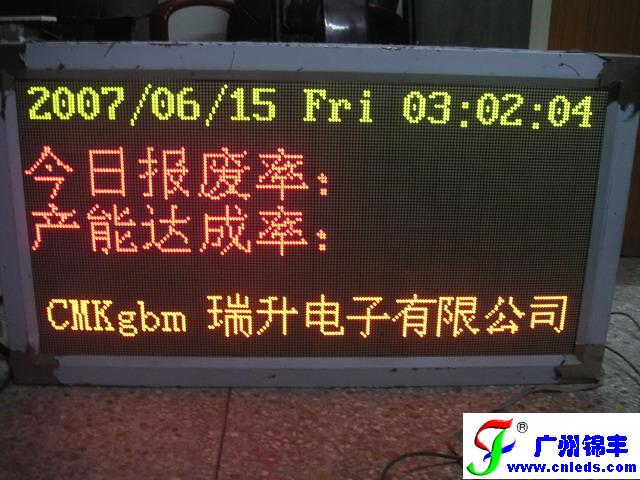 2007/06/15 Fri 03:02:04
今日报废率:
产能达成率:
CMKgbm 瑞升电子有限公司
® 广州锦丰
www.cnleds.com